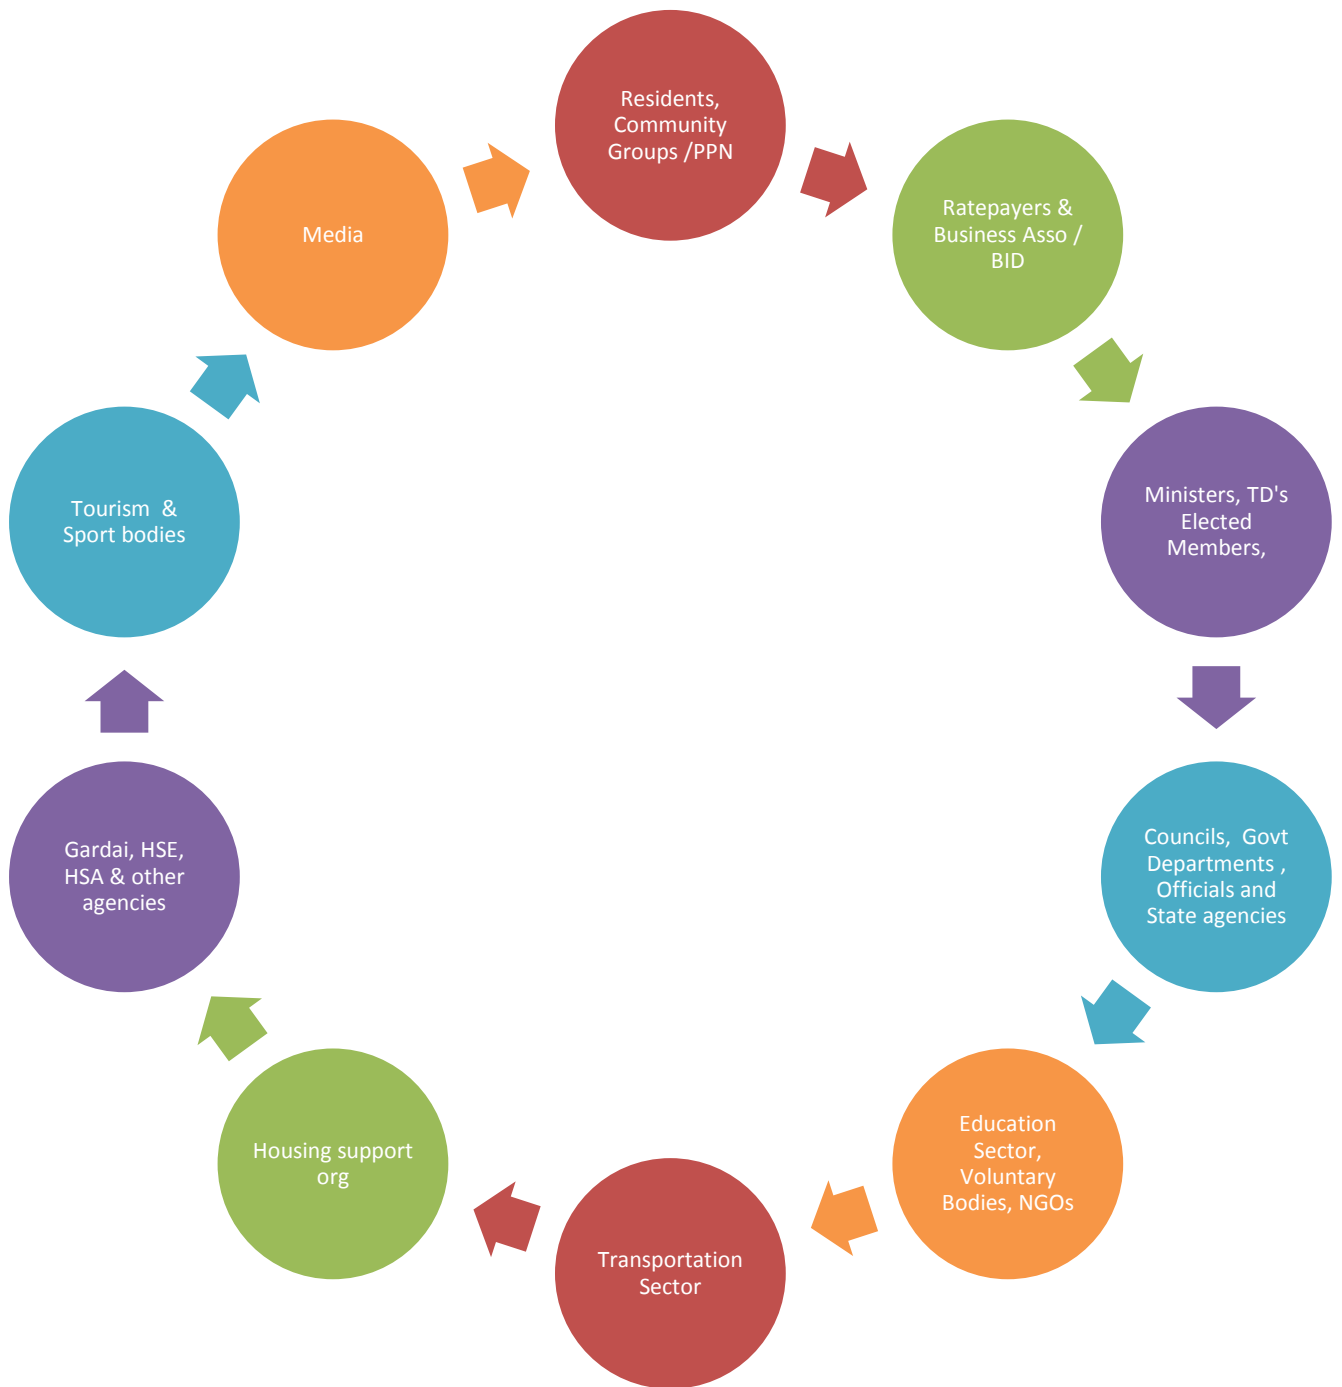 Residents,
Community
Groups /PPN
Ratepayers &
Business Asso /
BID
Ministers, TD's
Elected
Members,
Councils,  Govt
Departments ,
Officials and
State agencies
Education
Sector,
Voluntary
Bodies, NGOs
Transportation
Sector
Housing support
org
Gardai, HSE,
HSA & other
agencies
Tourism  &
Sport bodies
Media